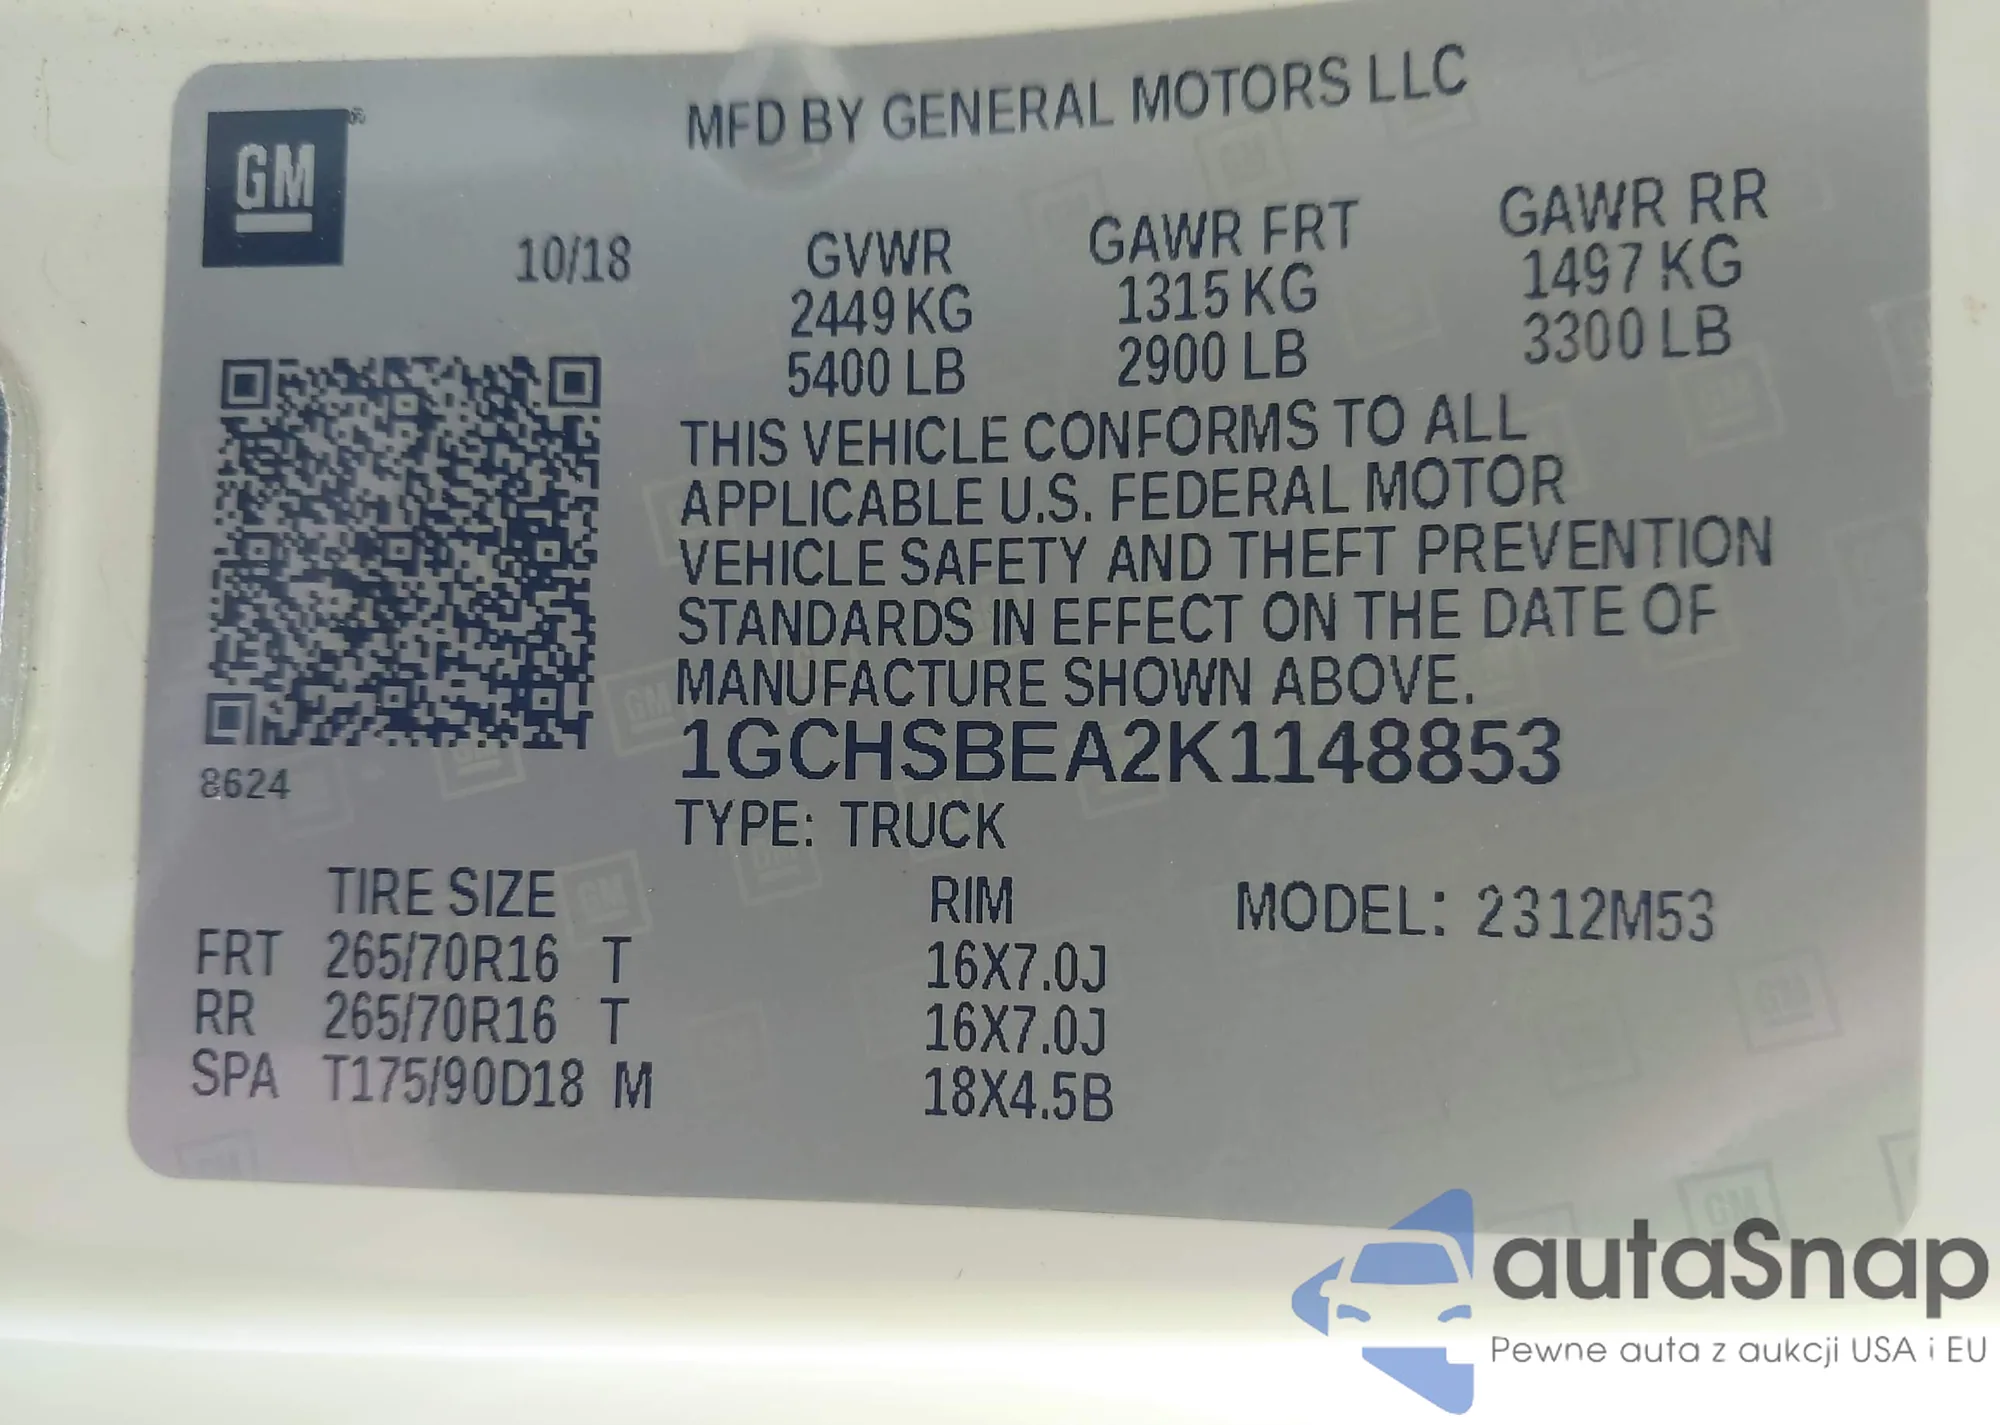 MFD BY GENERAL MOTORS LLC
GM®
10/18
GVWR GAWR FRT GAWR RR
2449 KG 1315 KG 1497 KG
5400 LB 2900 LB 3300 LB
THIS VEHICLE CONFORMS TO ALL
APPLICABLE U.S. FEDERAL MOTOR
VEHICLE SAFETY AND THEFT PREVENTION
STANDARDS IN EFFECT ON THE DATE OF
MANUFACTURE SHOWN ABOVE.
1GCHSBEA2K1148853
8624
TYPE: TRUCK
TIRE SIZE RIM MODEL: 2312M53
FRT 265/70R16 T 16X7.0J
RR 265/70R16 T 16X7.0J
SPA T175/90D18 M 18X4.5B
autaSnap
Pewne auta z aukcji USA i EU